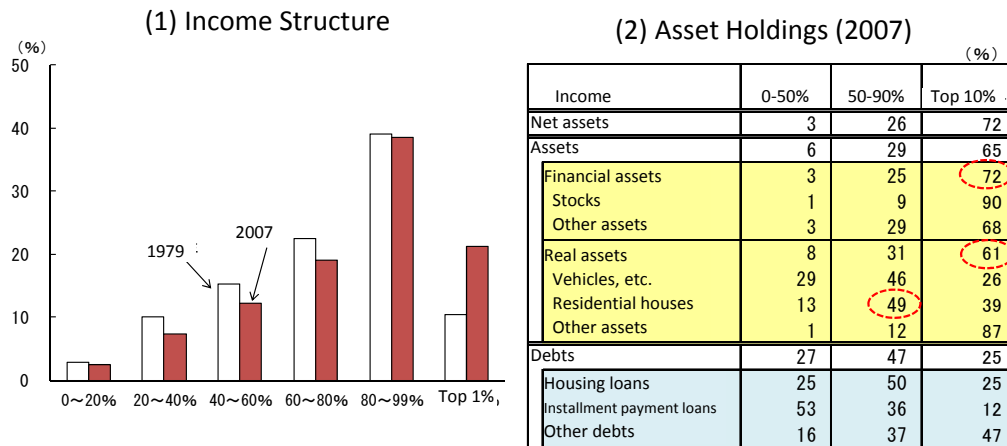 (1) Income Structure
（%）
50
40
30
20
10
0
1979
2007
0～20%
20～40%
40～60%
60～80%
80～99%
Top 1%
(2) Asset Holdings (2007)
（%）
Income 0-50% 50-90% Top 10%
Net assets 3 26 72
Assets 6 29 65
Financial assets 3 25 72
Stocks 1 9 90
Other assets 3 29 68
Real assets 8 31 61
Vehicles, etc. 29 46 26
Residential houses 13 49 39
Other assets 1 12 87
Debts 27 47 25
Housing loans 25 50 25
Installment payment loans 53 36 12
Other debts 16 37 47